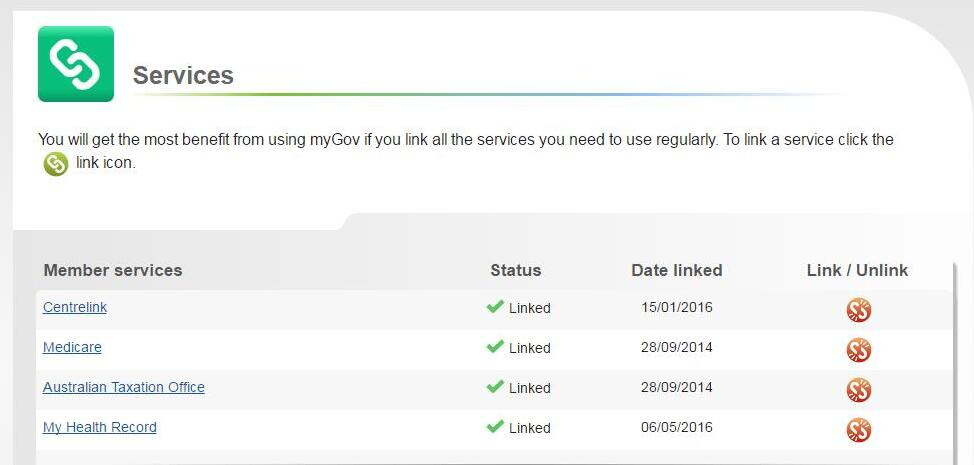 Services
You will get the most benefit from using myGov if you link all the services you need to use regularly. To link a service click the
link icon.
Member services Status Date linked Link / Unlink
Centrelink Linked 15/01/2016
Medicare Linked 28/09/2014
Australian Taxation Office Linked 28/09/2014
My Health Record Linked 06/05/2016